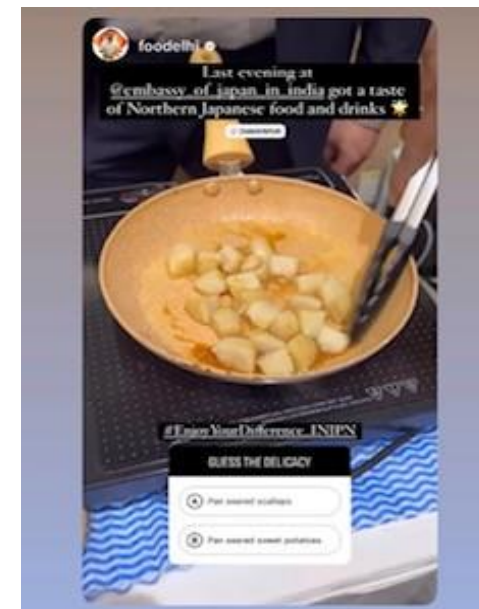 foodelhi
Last evening at
@embassy_of_japan_in_india got a taste
of Northern Japanese food and drinks
#EnjoyYourDifference_JNIPN
GUESS THE DELICACY
A Pan seared scallops
B Pan seared sweet potatoes